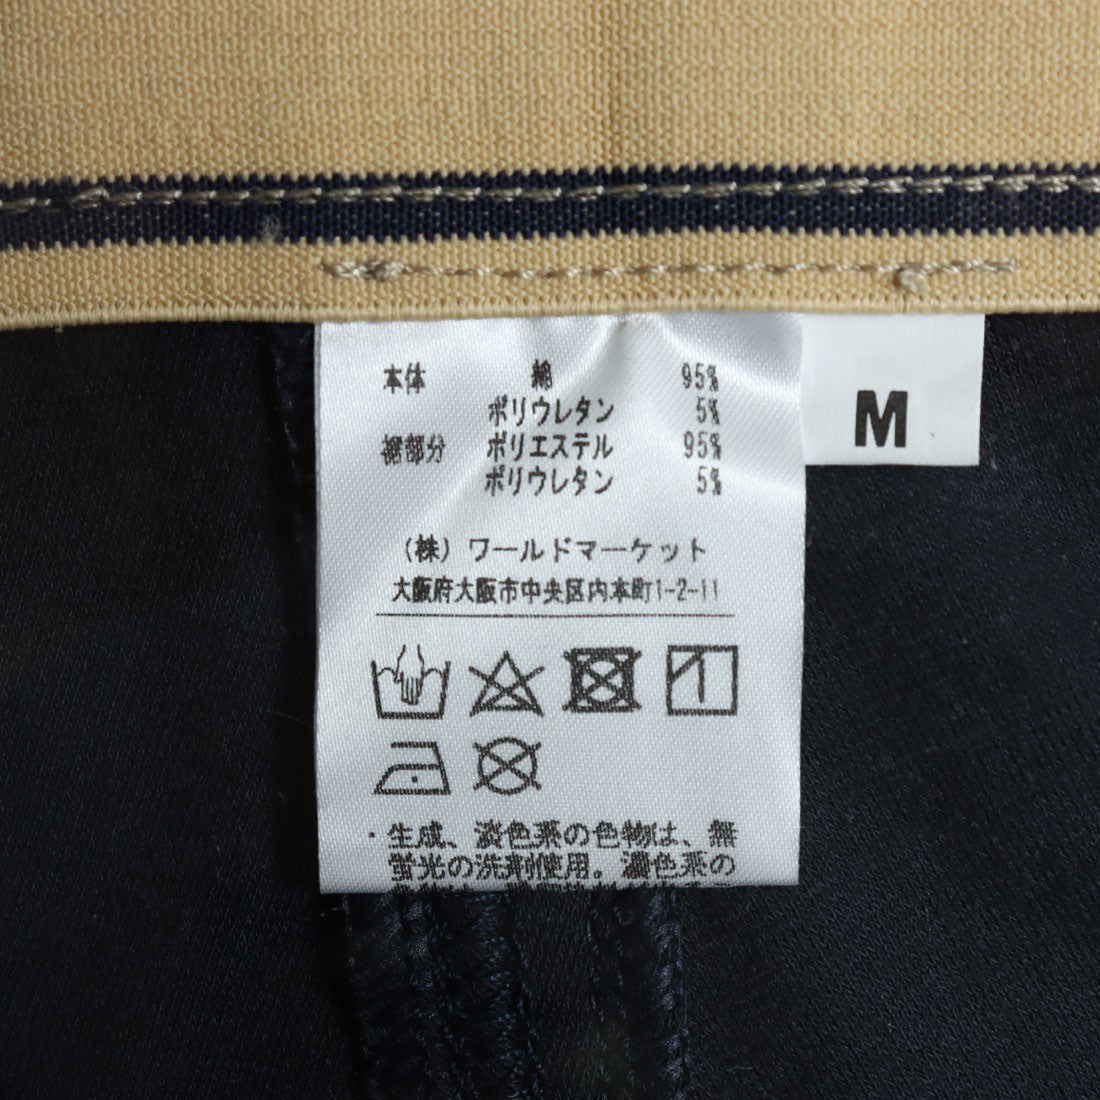 本体 綿 95%
ポリウレタン 5%
裾部分 ポリエステル 95%
ポリウレタン 5%
M
(株)ワールドマーケット
大阪府大阪市中央区内本町1-2-11
・生成、淡色系の色物は、無
蛍光の洗剤使用。濃色系の